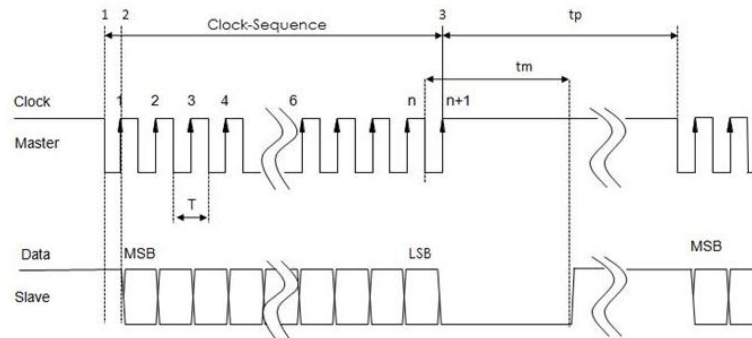 1 2 3 tp
Clock-Sequence
tm
Clock 1 2 3 4 6 n n+1
Master
T
Data MSB LSB MSB
Slave